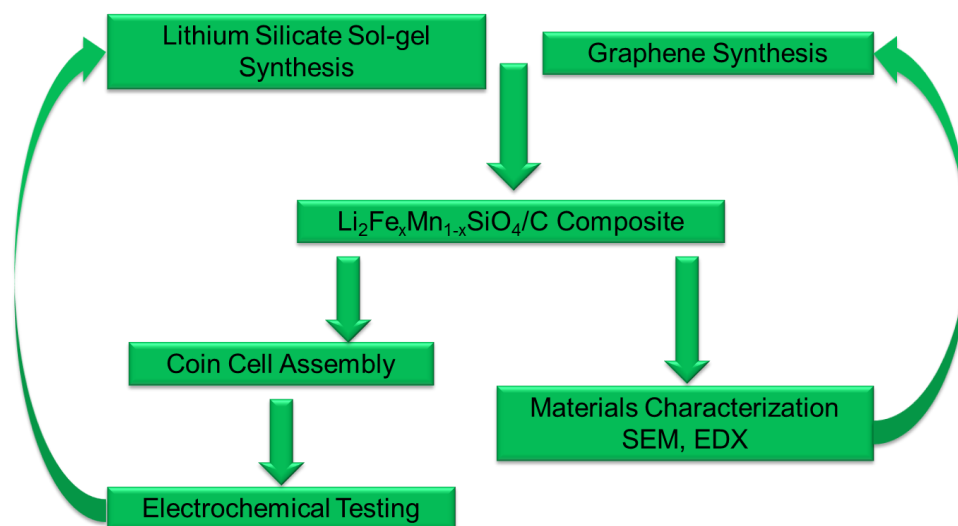 Lithium Silicate Sol-gel
Synthesis
Graphene Synthesis
Li₂FeₓMn₁₋ₓSiO₄/C Composite
Coin Cell Assembly
Materials Characterization
SEM, EDX
Electrochemical Testing